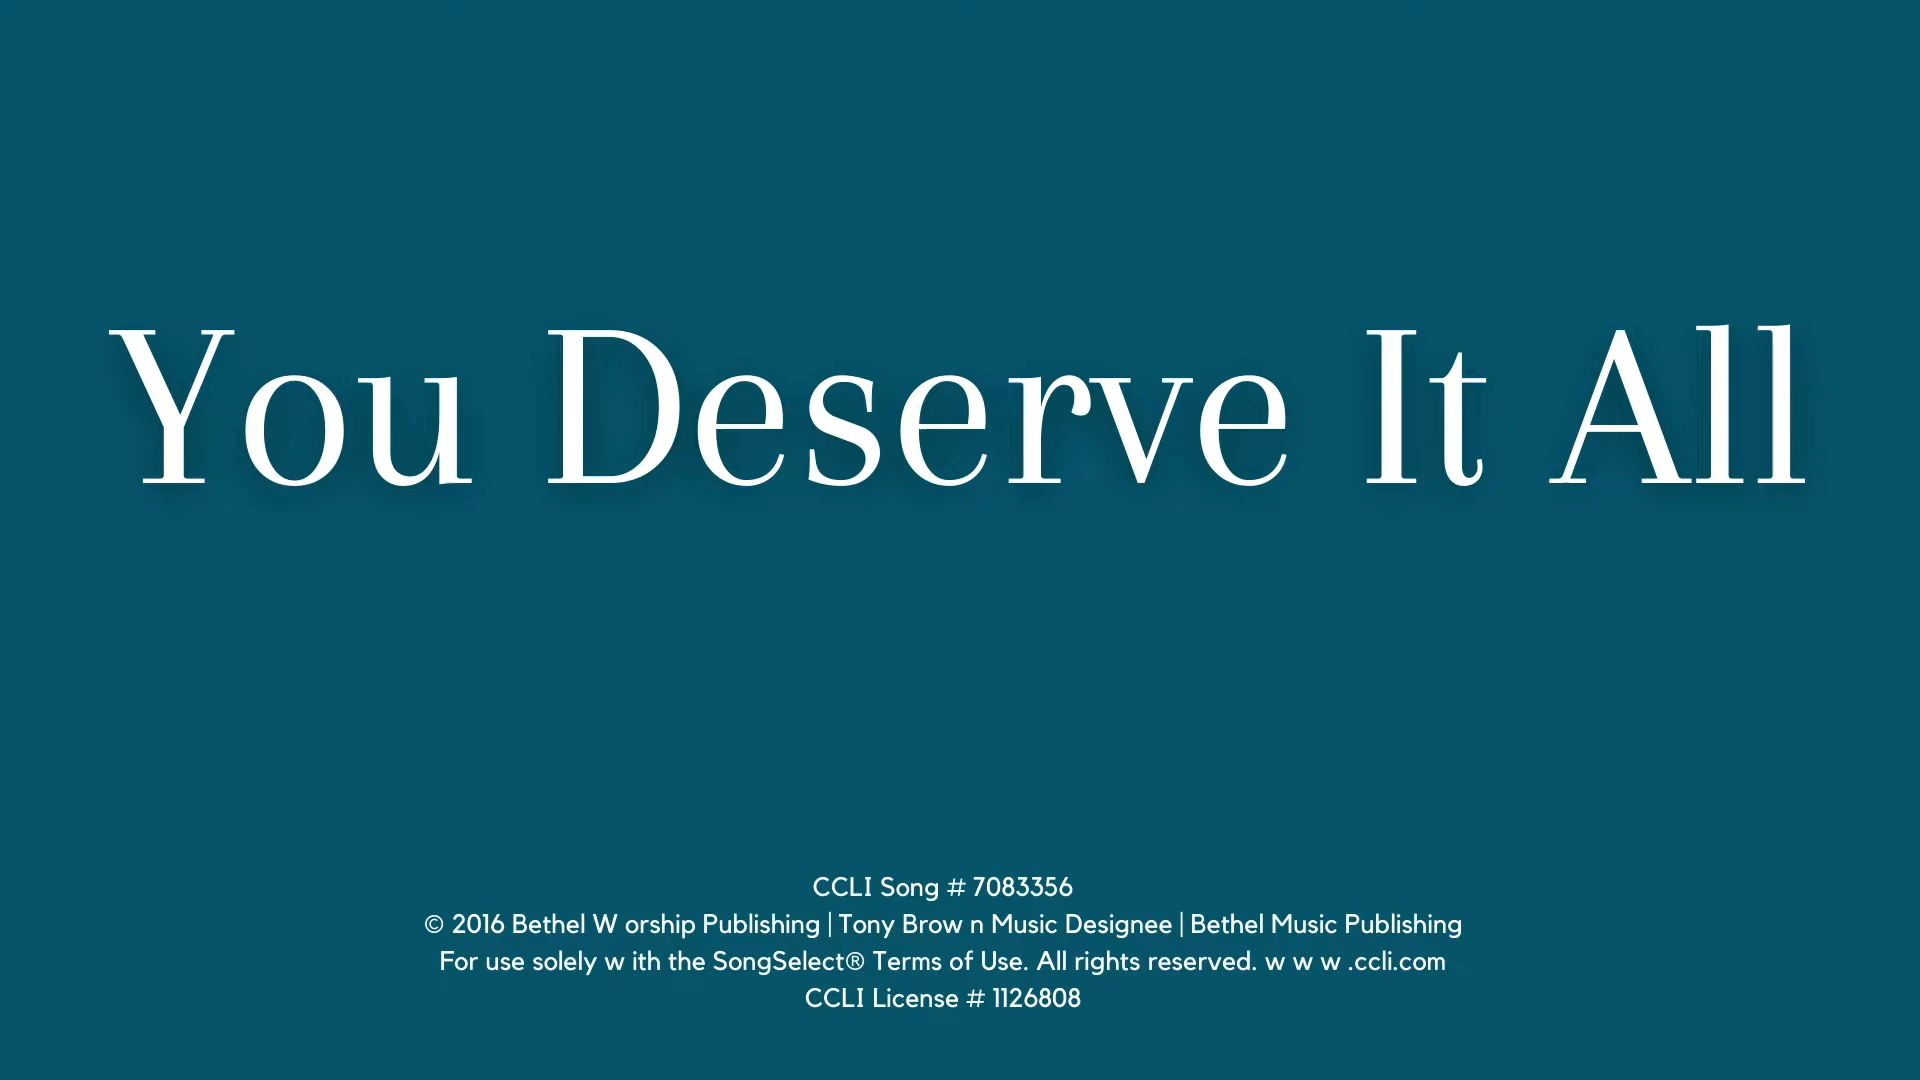 You Deserve It All
CCLI Song # 7083356
© 2016 Bethel W orship Publishing | Tony Brow n Music Designee | Bethel Music Publishing
For use solely w ith the SongSelect® Terms of Use. All rights reserved. w w w .ccli.com
CCLI License # 1126808